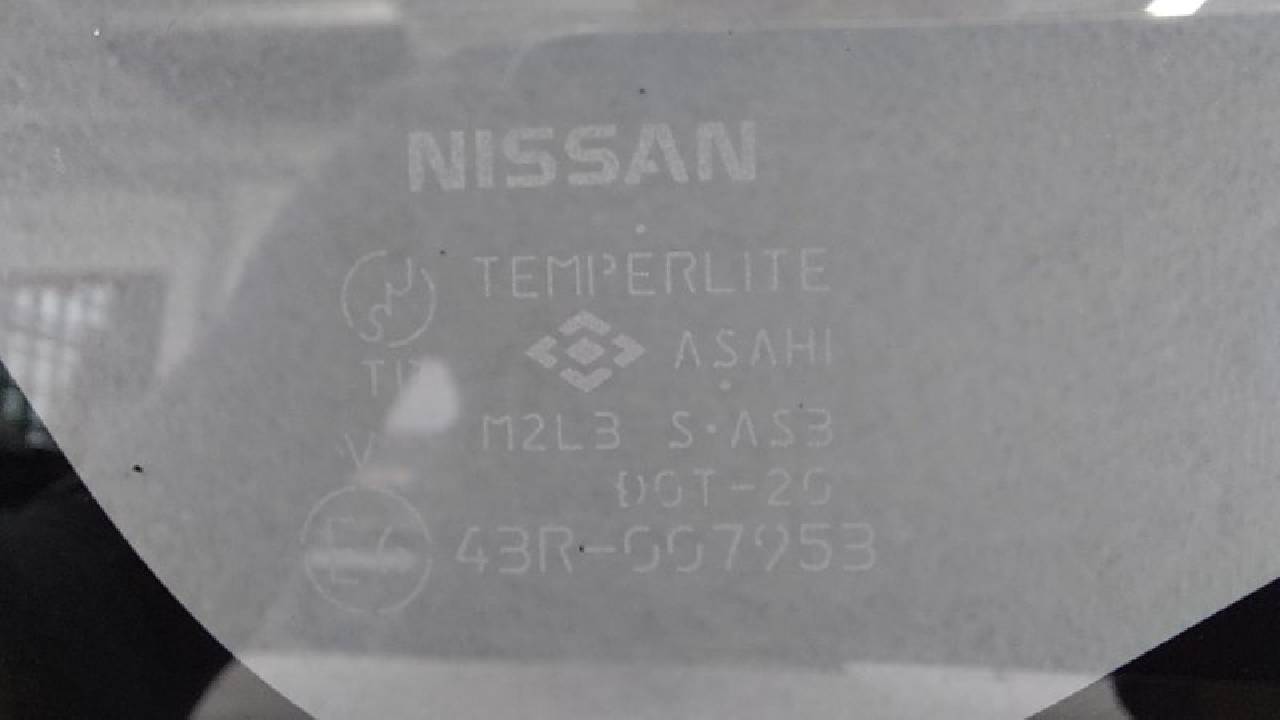 NISSAN
TEMPERLITE
ASAHI
M2L3 S·AS3
DOT-20
V
43R-007953